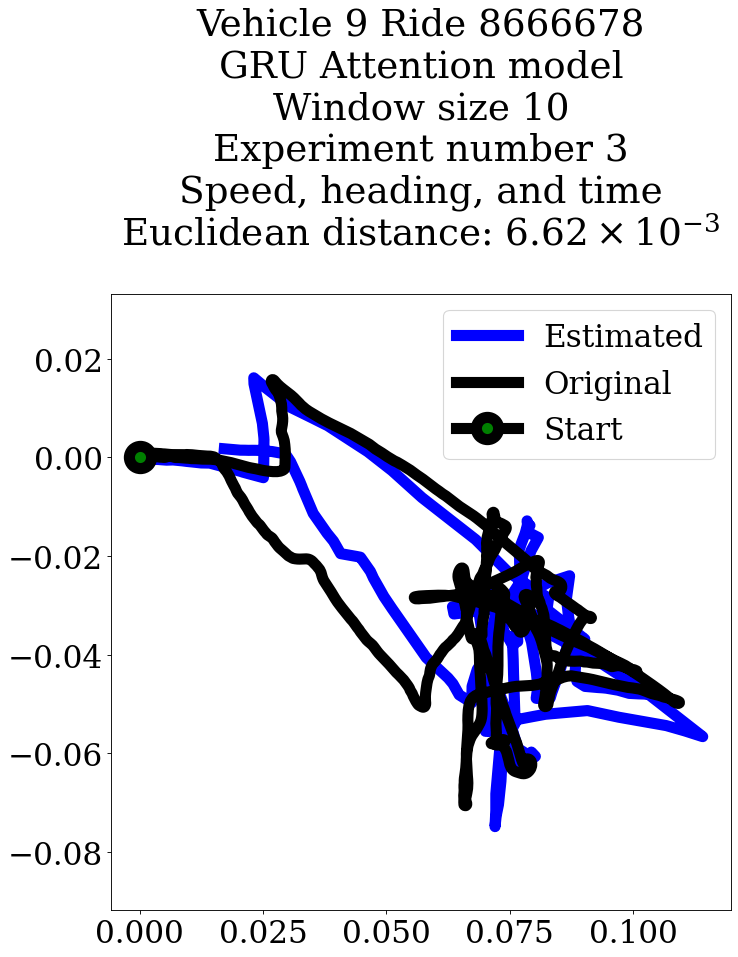 Vehicle 9 Ride 8666678
GRU Attention model
Window size 10
Experiment number 3
Speed, heading, and time
Euclidean distance: 6.62 × 10⁻³
Estimated
Original
Start
0.02
0.00
−0.02
−0.04
−0.06
−0.08
0.000 0.025 0.050 0.075 0.100